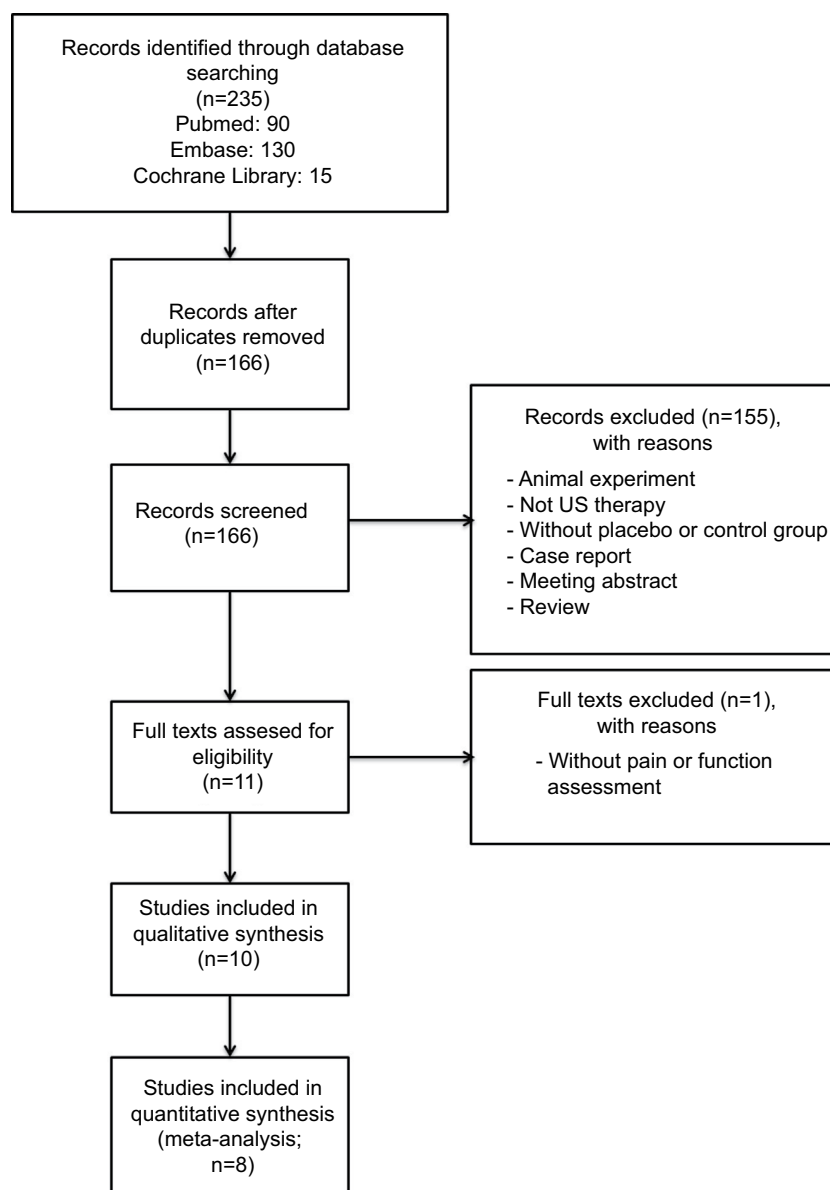 Records identified through database
searching
(n=235)
Pubmed: 90
Embase: 130
Cochrane Library: 15
Records after
duplicates removed
(n=166)
Records screened
(n=166)
Records excluded (n=155),
with reasons
- Animal experiment
- Not US therapy
- Without placebo or control group
- Case report
- Meeting abstract
- Review
Full texts assesed for
eligibility
(n=11)
Full texts excluded (n=1),
with reasons
- Without pain or function
assessment
Studies included in
qualitative synthesis
(n=10)
Studies included in
quantitative synthesis
(meta-analysis;
n=8)